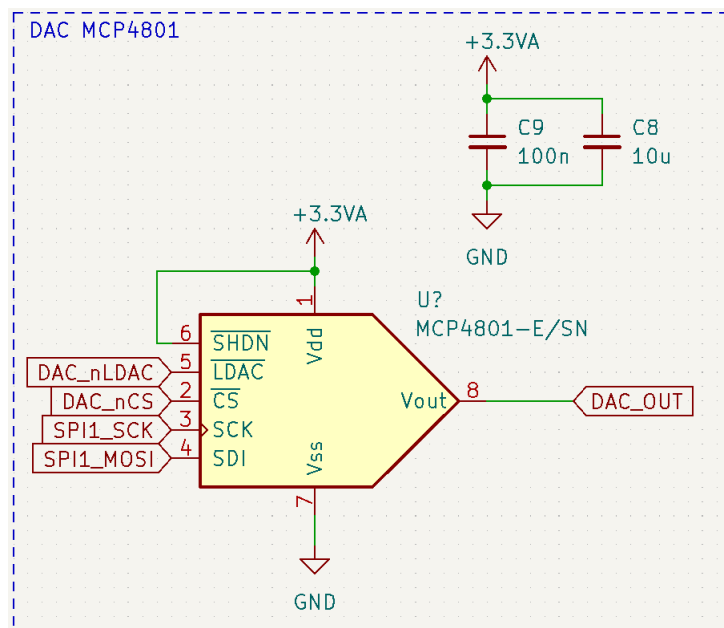 DAC MCP4801
+3.3VA
C9
100n
C8
10u
GND
+3.3VA
U?
MCP4801-E/SN
1
Vdd
6
SHDN
DAC_nLDAC
5
LDAC
DAC_nCS
2
CS
SPI1_SCK
3
SCK
SPI1_MOSI
4
SDI
Vout
8
DAC_OUT
Vss
7
GND